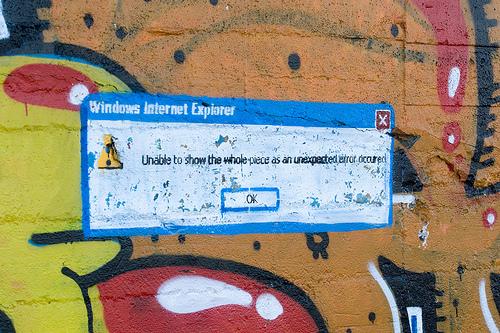 Windows Internet Explorer
Unable to show the whole piece as an unexpected error occured
OK